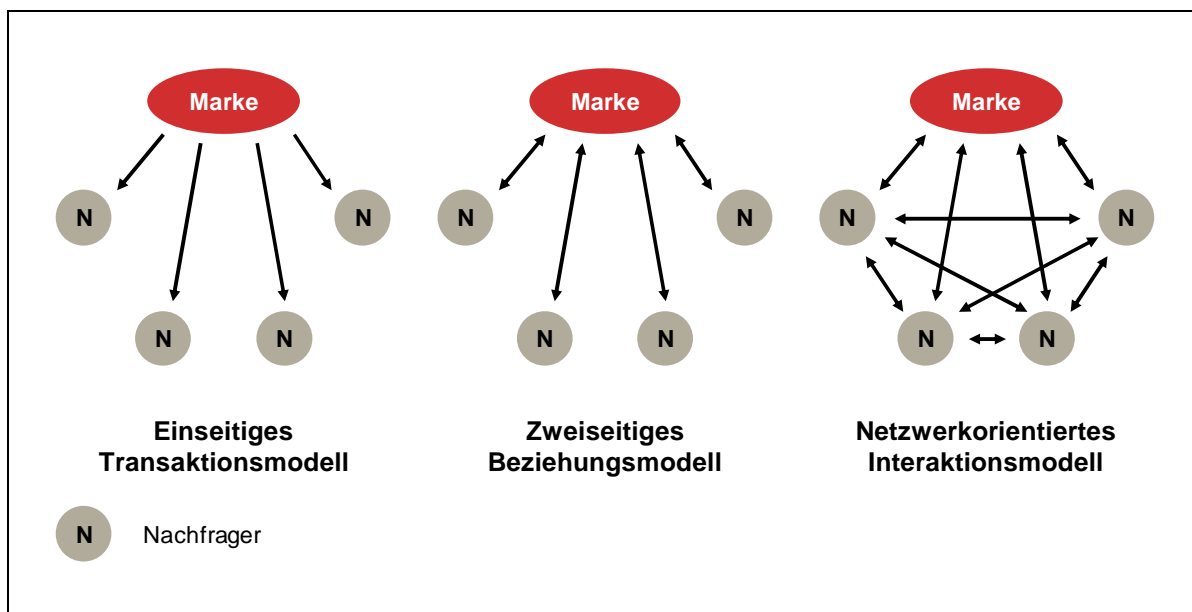 Marke
Marke
Marke
N
N
N
N
N
N
N
N
N
N
N
N
Einseitiges
Transaktionsmodell
Zweiseitiges
Beziehungsmodell
Netzwerkorientiertes
Interaktionsmodell
N Nachfrager